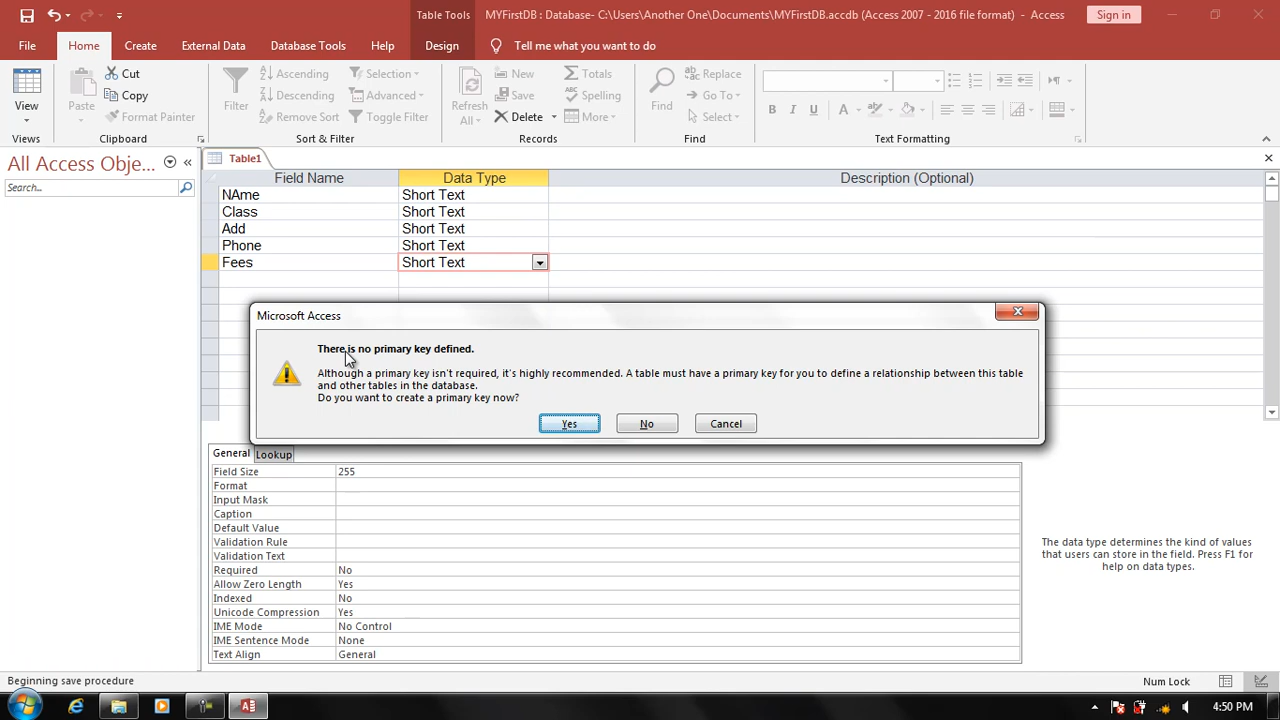 Table Tools
MYFirstDB : Database- C:\Users\Another One\Documents\MYFirstDB.accdb (Access 2007 - 2016 file format) - Access
Sign in
File Home Create External Data Database Tools Help Design Tell me what you want to do
View
Views
Paste
Cut
Copy
Format Painter
Clipboard
Filter
Ascending
Descending
Remove Sort
Selection
Advanced
Toggle Filter
Sort & Filter
Refresh
All
New
Save
Delete
Totals
Spelling
More
Records
Find
Replace
Go To
Select
Find
B I U A
Text Formatting
All Access Obje...
Search...
Table1
Field Name Data Type Description (Optional)
NAme Short Text
Class Short Text
Add Short Text
Phone Short Text
Fees Short Text
Microsoft Access
There is no primary key defined.
Although a primary key isn't required, it's highly recommended. A table must have a primary key for you to define a relationship between this table
and other tables in the database.
Do you want to create a primary key now?
Yes No Cancel
General Lookup
Field Size 255
Format
Input Mask
Caption
Default Value
Validation Rule
Validation Text
Required No
Allow Zero Length Yes
Indexed No
Unicode Compression Yes
IME Mode No Control
IME Sentence Mode None
Text Align General
The data type determines the kind of values
that users can store in the field. Press F1 for
help on data types.
Beginning save procedure
Num Lock
4:50 PM